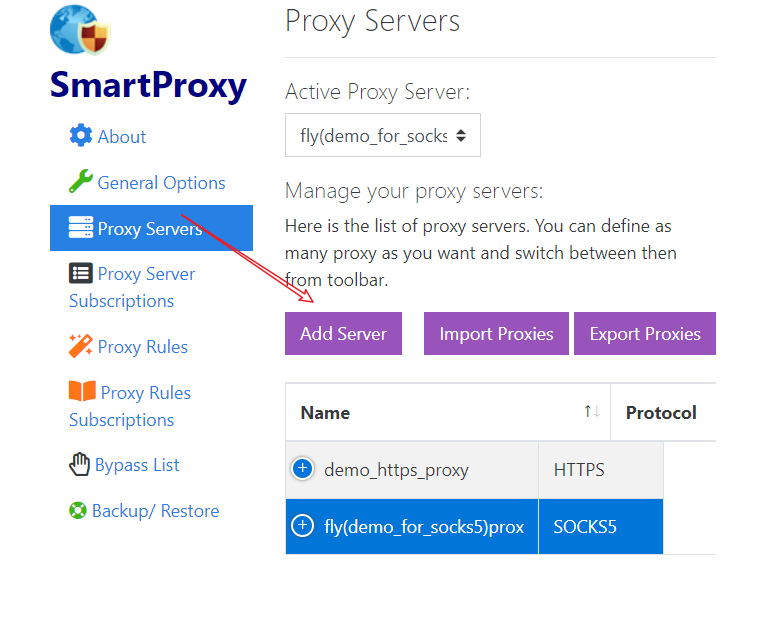 SmartProxy
About
General Options
Proxy Servers
Proxy Server
Subscriptions
Proxy Rules
Proxy Rules
Subscriptions
Bypass List
Backup/ Restore
Proxy Servers
Active Proxy Server:
fly(demo_for_socks
Manage your proxy servers:
Here is the list of proxy servers. You can define as
many proxy as you want and switch between then
from toolbar.
Add Server Import Proxies Export Proxies
Name Protocol
demo_https_proxy HTTPS
fly(demo_for_socks5)prox SOCKS5